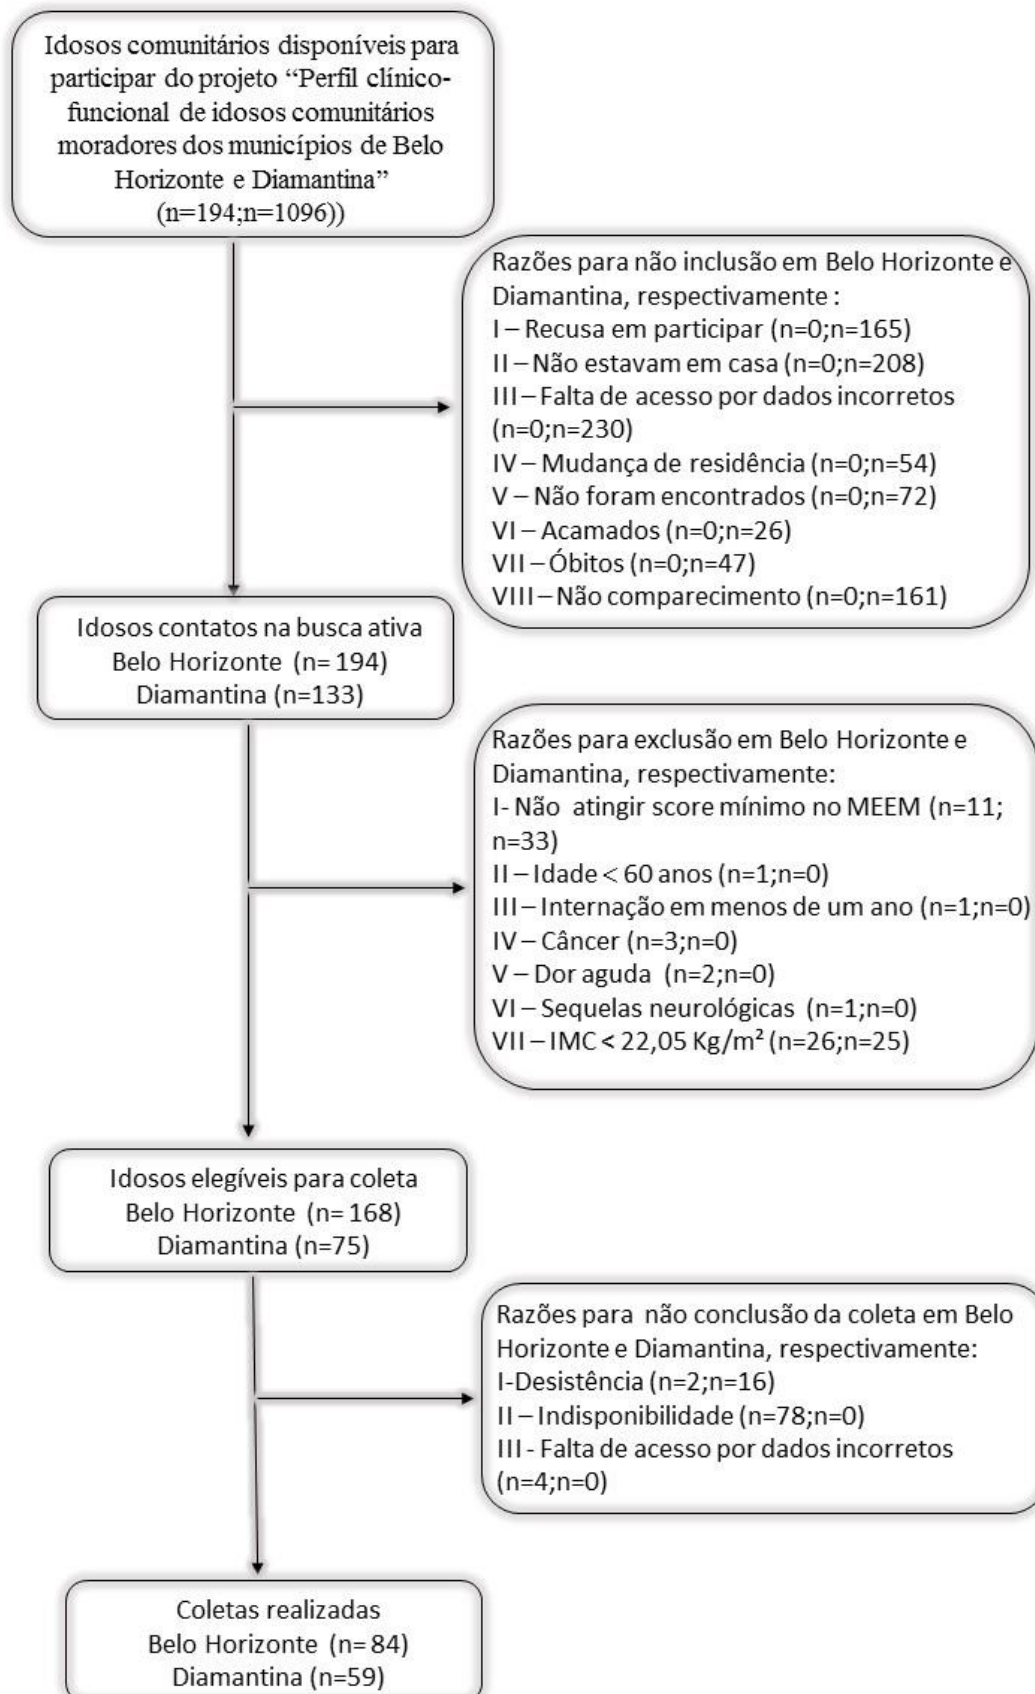 Idosos comunitários disponíveis para
participar do projeto “Perfil clínico-
funcional de idosos comunitários
moradores dos municípios de Belo
Horizonte e Diamantina”
(n=194;n=1096))
Razões para não inclusão em Belo Horizonte e
Diamantina, respectivamente :
I – Recusa em participar (n=0;n=165)
II – Não estavam em casa (n=0;n=208)
III – Falta de acesso por dados incorretos
(n=0;n=230)
IV – Mudança de residência (n=0;n=54)
V – Não foram encontrados (n=0;n=72)
VI – Acamados (n=0;n=26)
VII – Óbitos (n=0;n=47)
VIII – Não comparecimento (n=0;n=161)
Idosos contatos na busca ativa
Belo Horizonte (n= 194)
Diamantina (n=133)
Razões para exclusão em Belo Horizonte e
Diamantina, respectivamente:
I- Não atingir score mínimo no MEEM (n=11;
n=33)
II – Idade < 60 anos (n=1;n=0)
III – Internação em menos de um ano (n=1;n=0)
IV – Câncer (n=3;n=0)
V – Dor aguda (n=2;n=0)
VI – Sequelas neurológicas (n=1;n=0)
VII – IMC < 22,05 Kg/m² (n=26;n=25)
Idosos elegíveis para coleta
Belo Horizonte (n= 168)
Diamantina (n=75)
Razões para não conclusão da coleta em Belo
Horizonte e Diamantina, respectivamente:
I-Desistência (n=2;n=16)
II – Indisponibilidade (n=78;n=0)
III - Falta de acesso por dados incorretos
(n=4;n=0)
Coletas realizadas
Belo Horizonte (n= 84)
Diamantina (n=59)